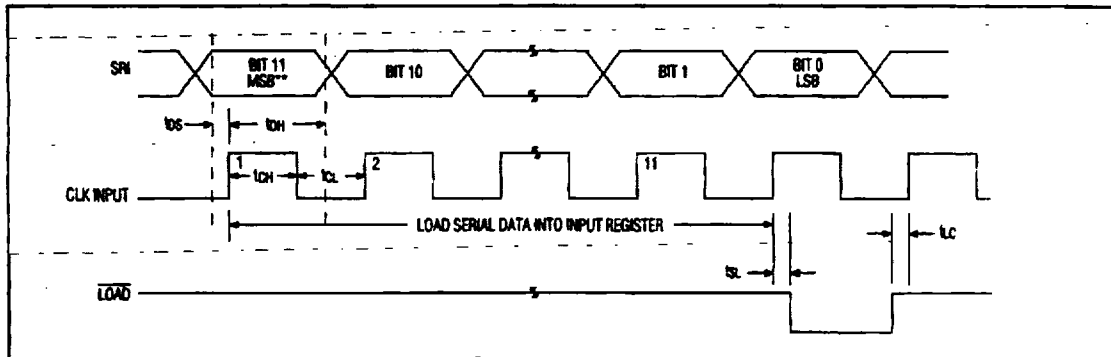 SRI
BIT 11
MSB**
BIT 10
BIT 1
BIT 0
LSB
tDS
tDH
1
tCH
tCL
2
11
CLK INPUT
LOAD SERIAL DATA INTO INPUT REGISTER
tLC
tSL
LOAD